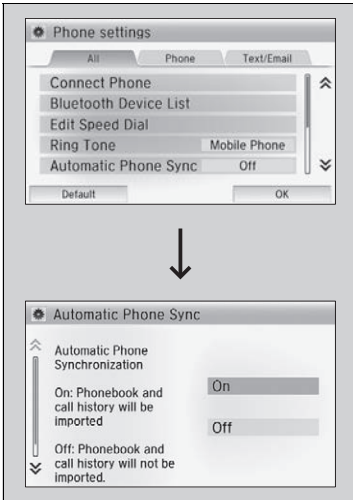 Phone settings
All Phone Text/Email
Connect Phone
Bluetooth Device List
Edit Speed Dial
Ring Tone Mobile Phone
Automatic Phone Sync Off
Default OK
Automatic Phone Sync
Automatic Phone
Synchronization
On: Phonebook and
call history will be
imported
Off: Phonebook and
call history will not be
imported.
On
Off